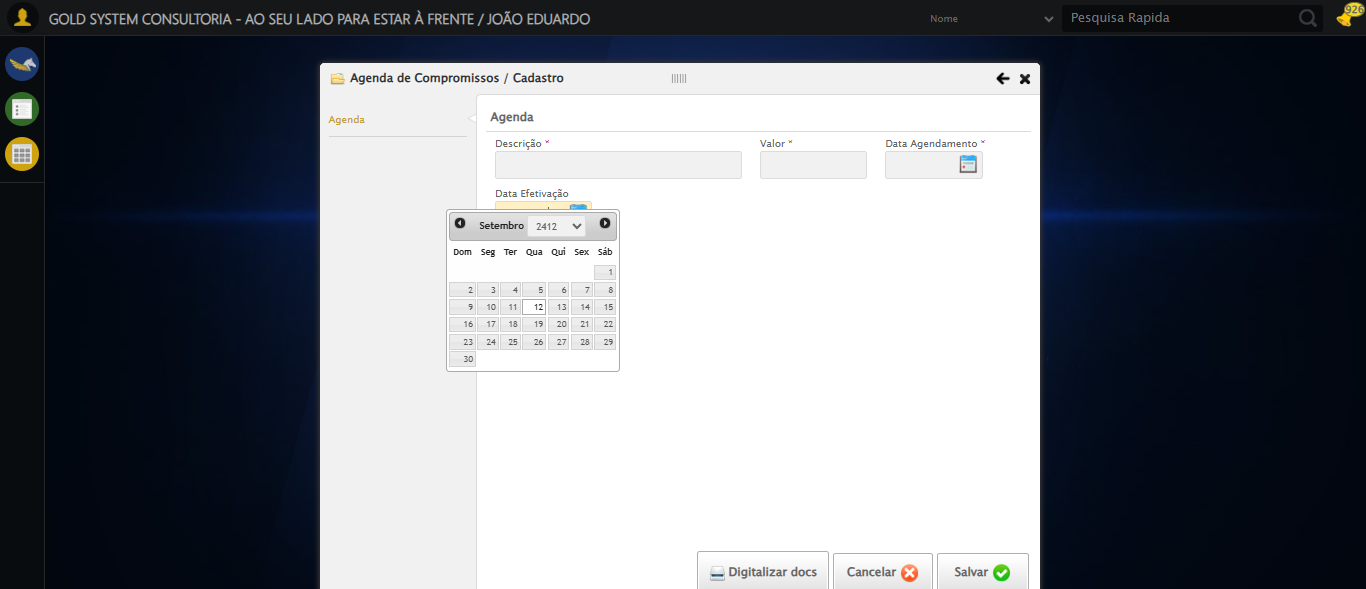 GOLD SYSTEM CONSULTORIA - AO SEU LADO PARA ESTAR À FRENTE / JOÃO EDUARDO
Nome
Pesquisa Rapida
926
Agenda de Compromissos / Cadastro
Agenda
Agenda
Descrição *
Valor *
Data Agendamento *
Data Efetivação
Setembro 2412
Dom Seg Ter Qua Qui Sex Sáb
1
2 3 4 5 6 7 8
9 10 11 12 13 14 15
16 17 18 19 20 21 22
23 24 25 26 27 28 29
30
Digitalizar docs
Cancelar
Salvar